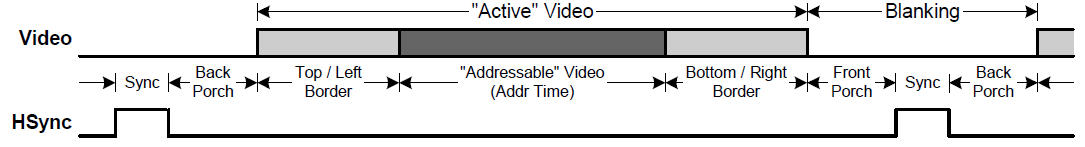 "Active" Video
Blanking
Video
Sync
Back
Porch
Top / Left
Border
"Addressable" Video
(Addr Time)
Bottom / Right
Border
Front
Porch
Sync
Back
Porch
HSync